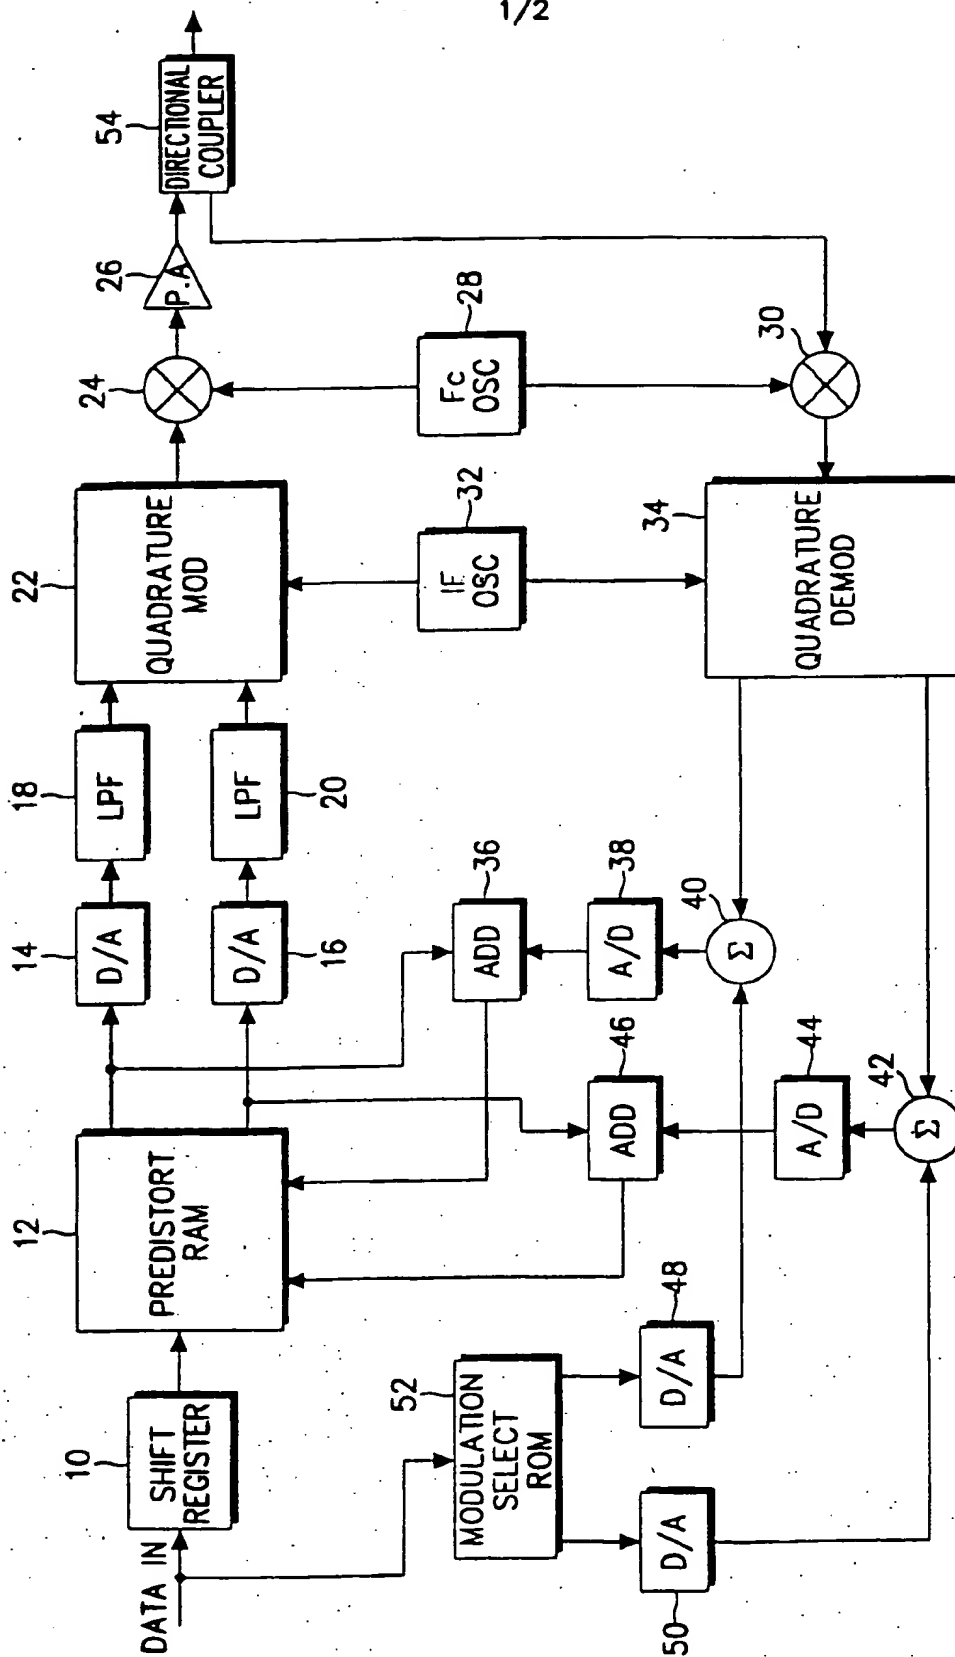 1/2
DATA IN
10
SHIFT
REGISTER
12
PREDISTORT
RAM
14
D/A
16
D/A
18
LPF
20
LPF
22
QUADRATURE
MOD
24
26
P.A
54
DIRECTIONAL
COUPLER
28
Fc
OSC
30
32
IF
OSC
34
QUADRATURE
DEMOD
36
ADD
38
A/D
40
Σ
46
ADD
44
A/D
42
Σ
52
MODULATION
SELECT
ROM
48
D/A
50
D/A